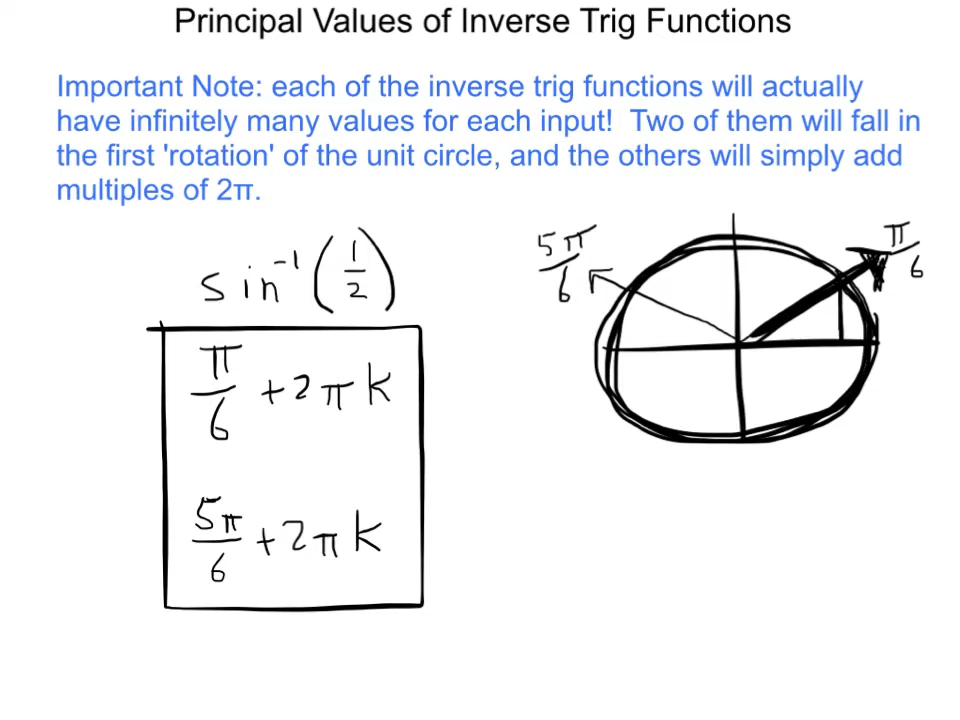 Principal Values of Inverse Trig Functions
Important Note: each of the inverse trig functions will actually
have infinitely many values for each input!  Two of them will fall in
the first 'rotation' of the unit circle, and the others will simply add
multiples of 2π.
sin⁻¹(1/2)
π/6 + 2πk
5π/6 + 2πk
5π/6
π/6